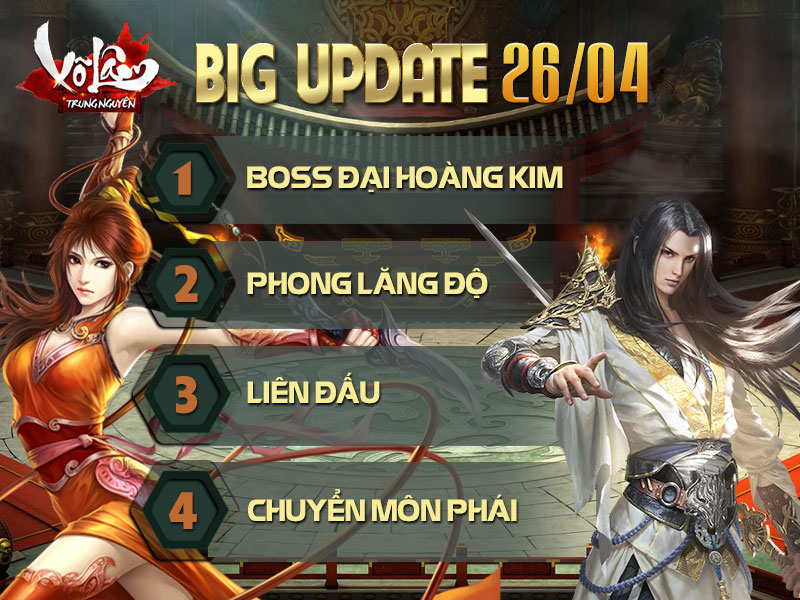 Võ Lâm
TRUNG NGUYÊN
BIG UPDATE 26/04
1
BOSS ĐẠI HOÀNG KIM
2
PHONG LĂNG ĐỘ
3
LIÊN ĐẤU
4
CHUYỂN MÔN PHÁI